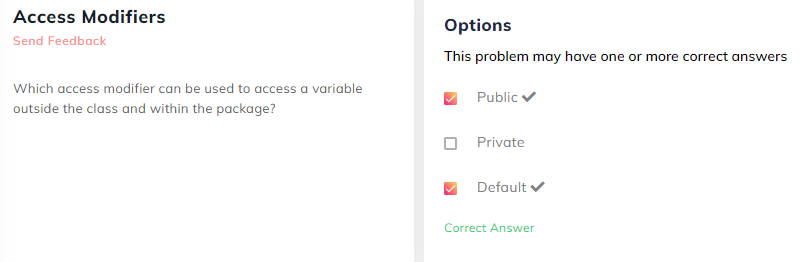 Access Modifiers
Send Feedback
Which access modifier can be used to access a variable
outside the class and within the package?
Options
This problem may have one or more correct answers
Public
Private
Default
Correct Answer